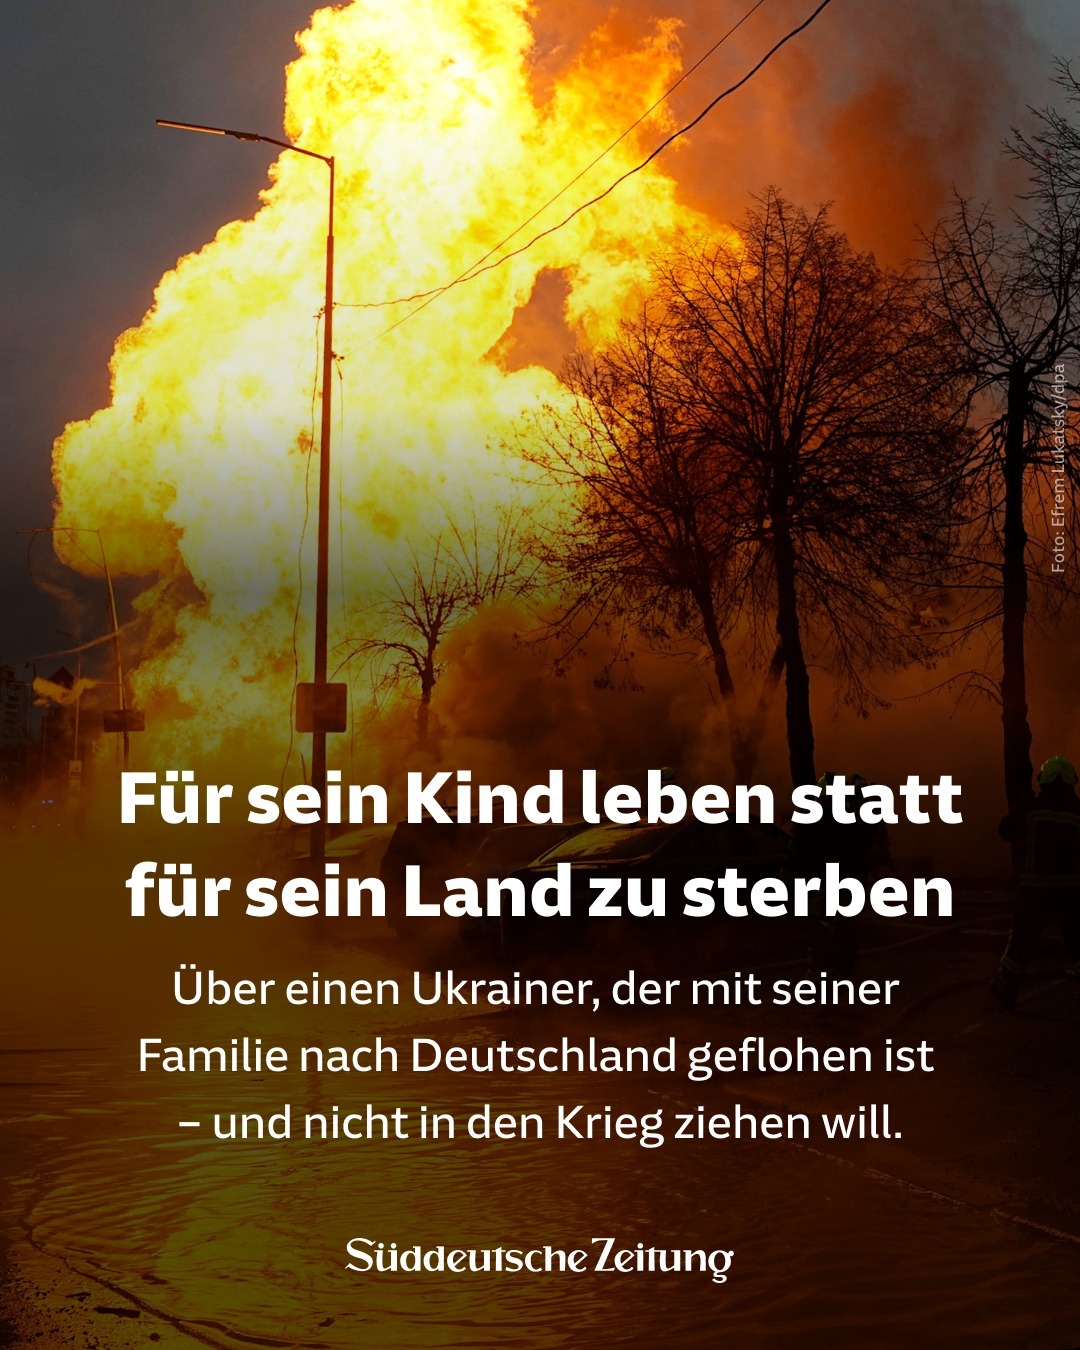 Foto: Efrem Lukatsky/dpa
Für sein Kind leben statt
für sein Land zu sterben
Über einen Ukrainer, der mit seiner
Familie nach Deutschland geflohen ist
– und nicht in den Krieg ziehen will.
Süddeutsche Zeitung